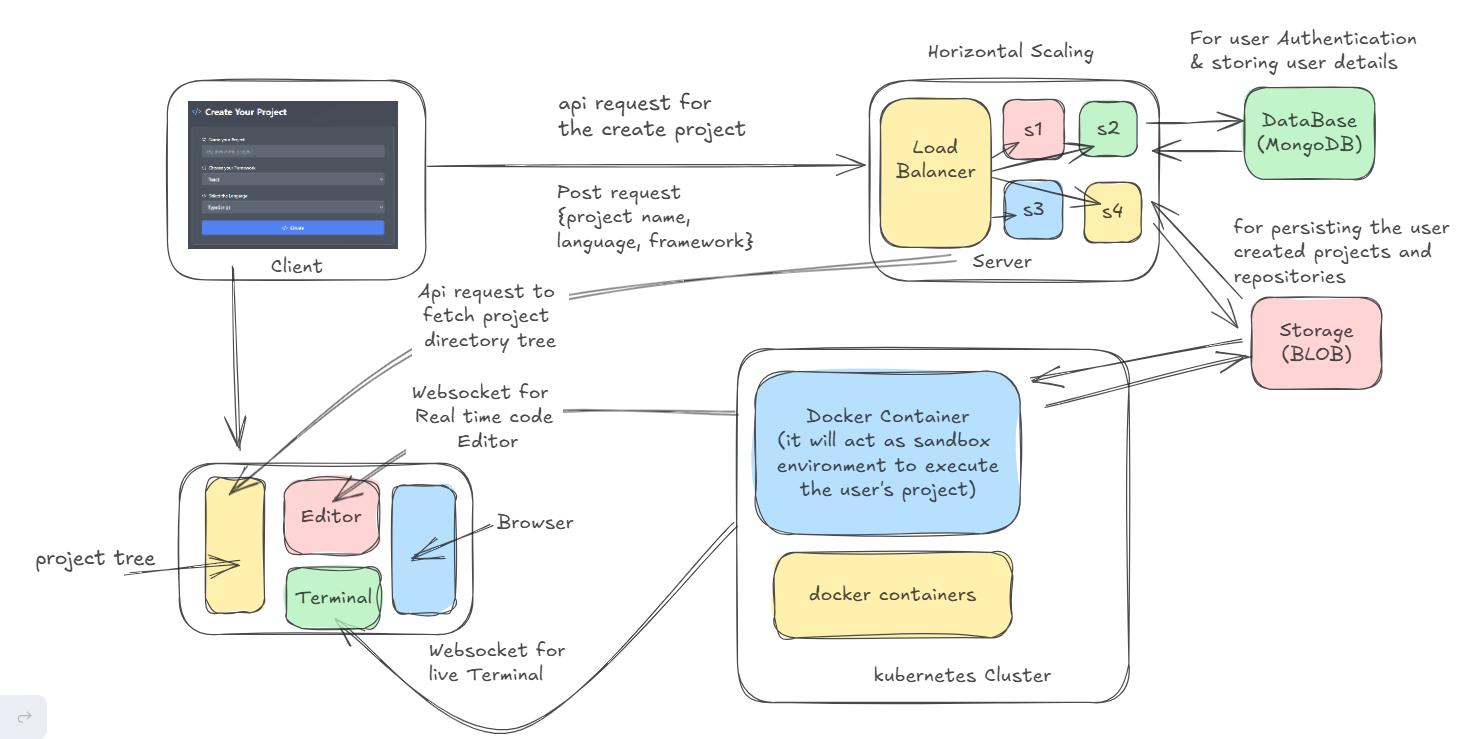 Horizontal Scaling
For user Authentication
& storing user details
</> Create Your Project
Name your Project
Choose your Framework
React
Select the Language
TypeScript
</> Create
Client
api request for
the create project
Post request
{project name,
language, framework}
Load
Balancer
s1
s2
s3
s4
Server
DataBase
(MongoDB)
for persisting the user
created projects and
repositories
Storage
(BLOB)
Api request to
fetch project
directory tree
Websocket for
Real time code
Editor
Docker Container
(it will act as sandbox
environment to execute
the user's project)
docker containers
kubernetes Cluster
project tree
Editor
Terminal
Browser
Websocket for
live Terminal